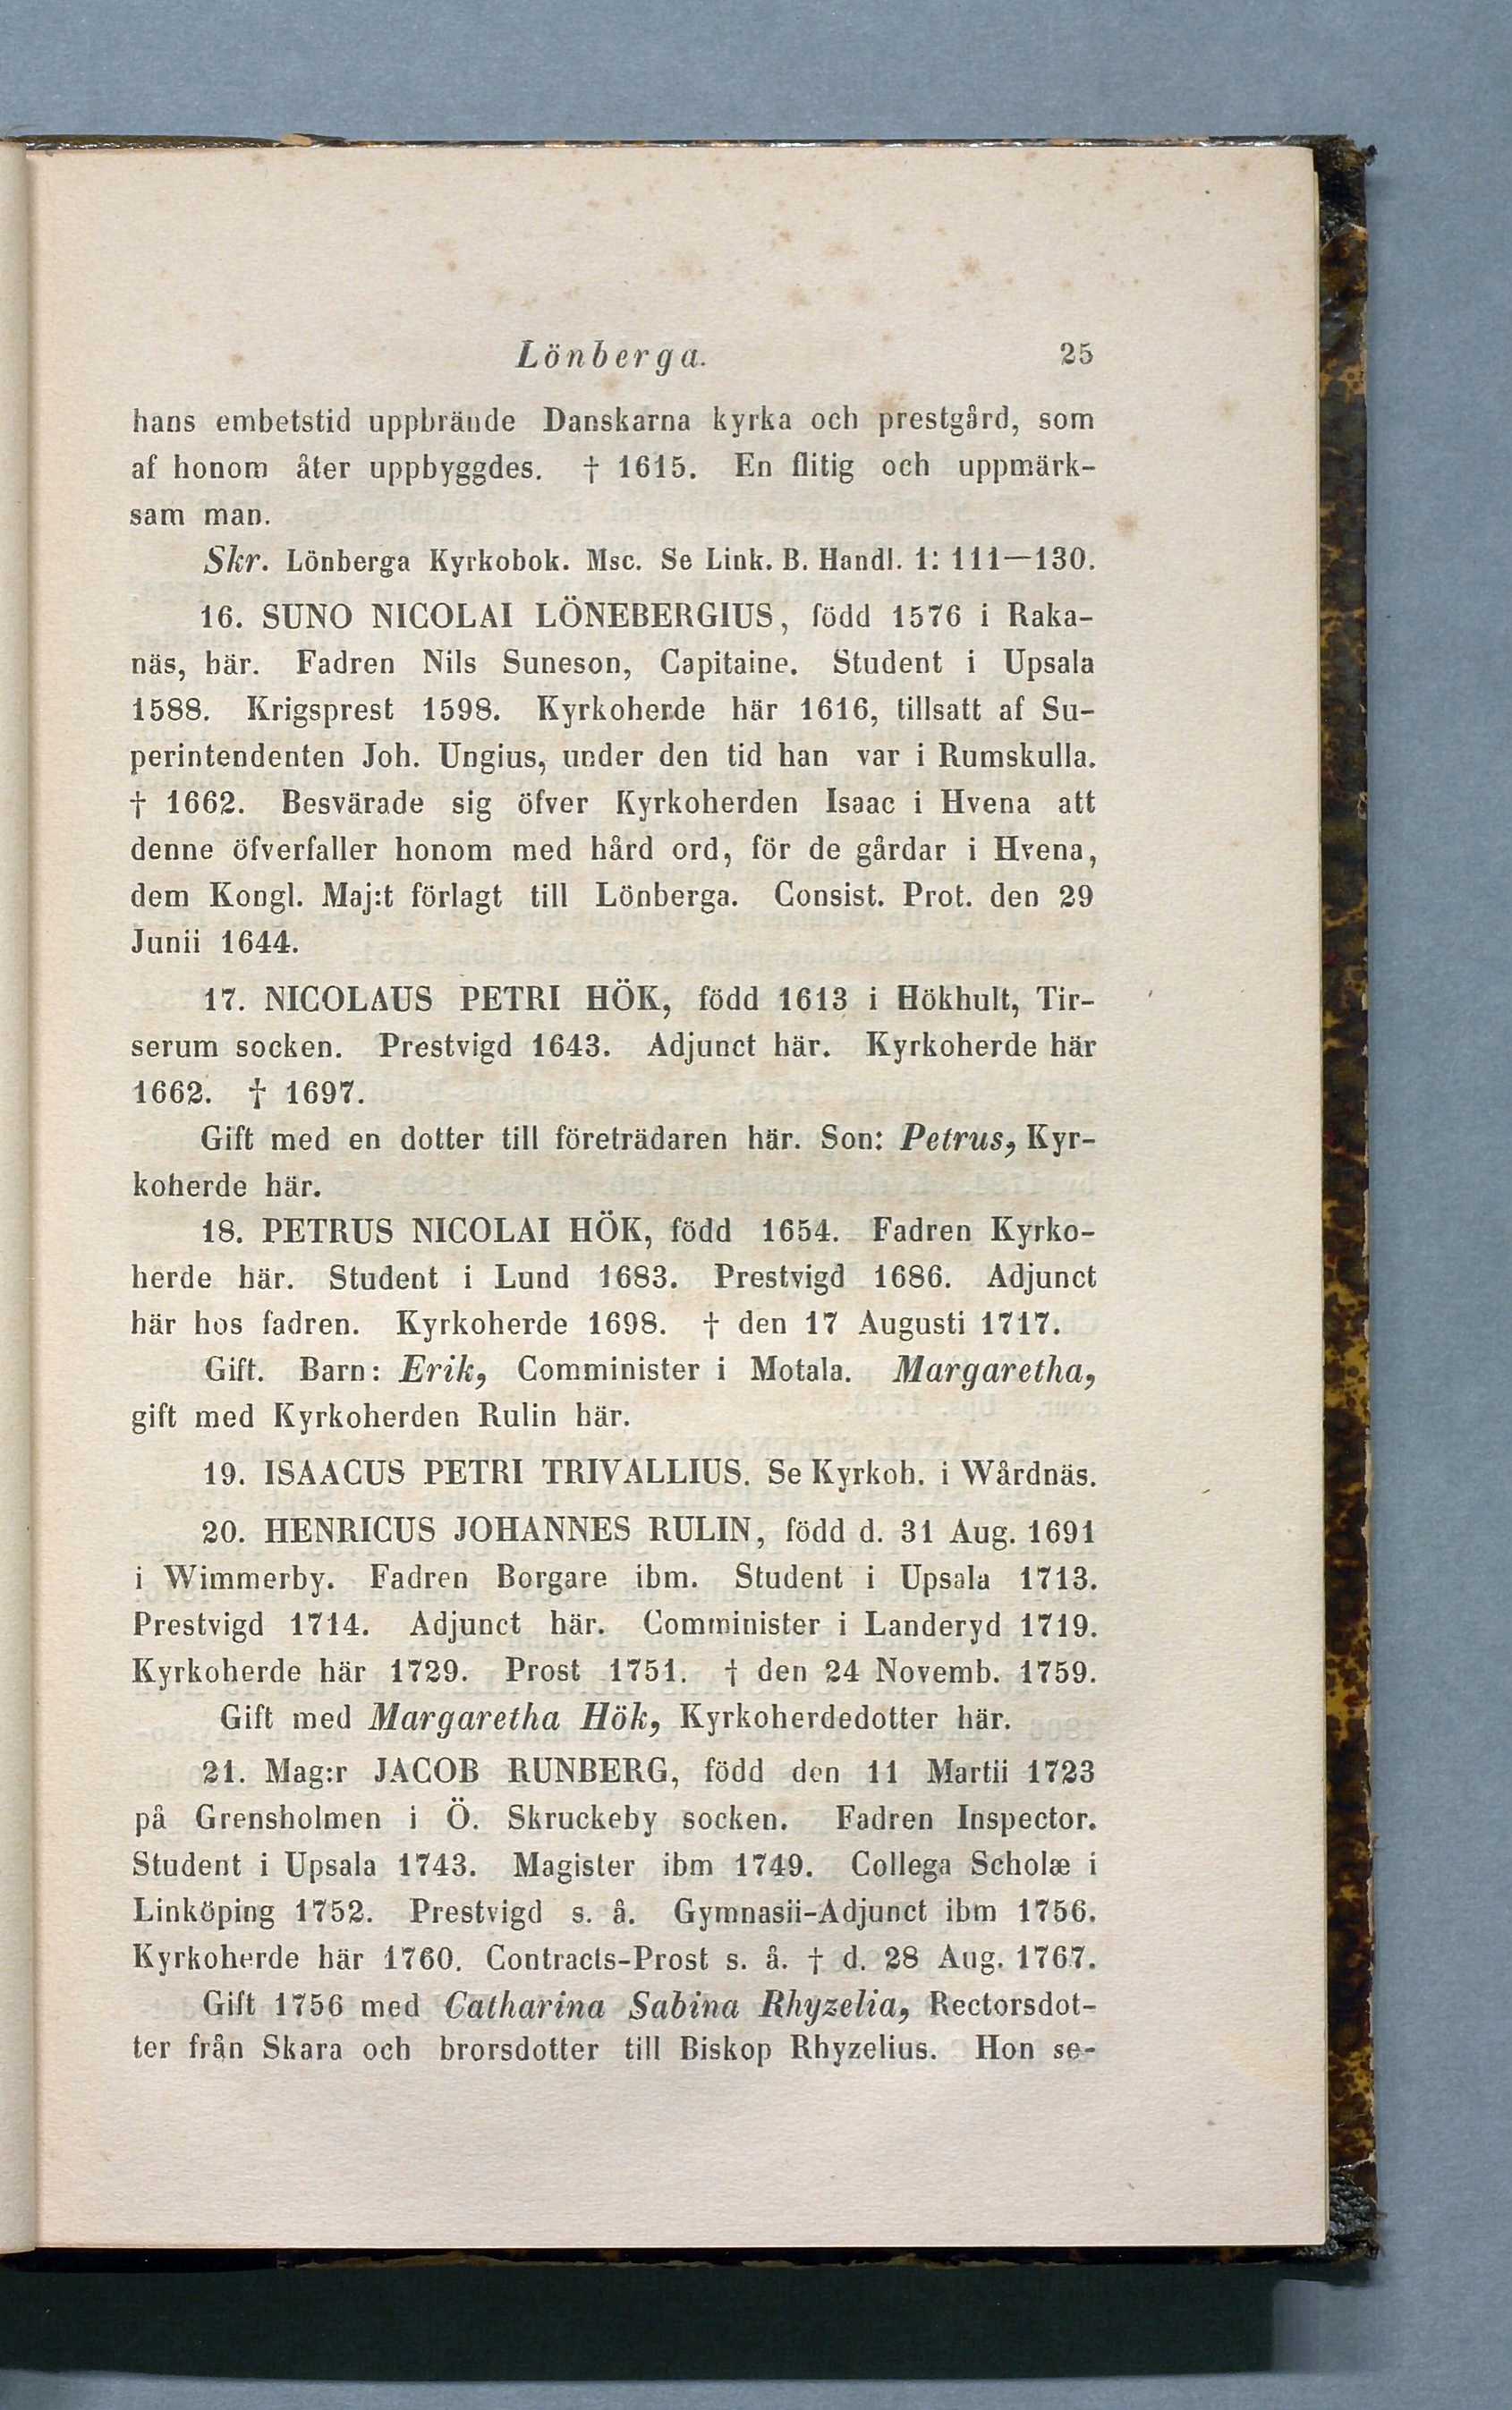 Lönberga. 25
hans embetstid uppbrände Danskarna kyrka och prestgård, som
af honom åter uppbyggdes. † 1615. En flitig och uppmärk-
sam man.
Skr. Lönberga Kyrkobok. Msc. Se Link. B. Handl. 1: 111—130.
16. SUNO NICOLAI LÖNEBERGIUS, född 1576 i Raka-
näs, här. Fadren Nils Suneson, Capitaine. Student i Upsala
1588. Krigsprest 1598. Kyrkoherde här 1616, tillsatt af Su-
perintendenten Joh. Ungius, under den tid han var i Rumskulla.
† 1662. Besvärade sig öfver Kyrkoherden Isaac i Hvena att
denne öfverfaller honom med hård ord, för de gårdar i Hvena,
dem Kongl. Maj:t förlagt till Lönberga. Consist. Prot. den 29
Junii 1644.
17. NICOLAUS PETRI HÖK, född 1613 i Hökhult, Tir-
serum socken. Prestvigd 1643. Adjunct här. Kyrkoherde här
1662. † 1697.
Gift med en dotter till företrädaren här. Son: Petrus, Kyr-
koherde här.
18. PETRUS NICOLAI HÖK, född 1654. Fadren Kyrko-
herde här. Student i Lund 1683. Prestvigd 1686. Adjunct
här hos fadren. Kyrkoherde 1698. † den 17 Augusti 1717.
Gift. Barn: Erik, Comminister i Motala. Margaretha,
gift med Kyrkoherden Rulin här.
19. ISAACUS PETRI TRIVALLIUS. Se Kyrkoh. i Wårdnäs.
20. HENRICUS JOHANNES RULIN, född d. 31 Aug. 1691
i Wimmerby. Fadren Borgare ibm. Student i Upsala 1713.
Prestvigd 1714. Adjunct här. Comminister i Landeryd 1719.
Kyrkoherde här 1729. Prost 1751. † den 24 Novemb. 1759.
Gift med Margaretha Hök, Kyrkoherdedotter här.
21. Mag:r JACOB RUNBERG, född den 11 Martii 1723
på Grensholmen i Ö. Skruckeby socken. Fadren Inspector.
Student i Upsala 1743. Magister ibm 1749. Collega Scholæ i
Linköping 1752. Prestvigd s. å. Gymnasii-Adjunct ibm 1756.
Kyrkoherde här 1760. Contracts-Prost s. å. † d. 28 Aug. 1767.
Gift 1756 med Catharina Sabina Rhyzelia, Rectorsdot-
ter från Skara och brorsdotter till Biskop Rhyzelius. Hon se-